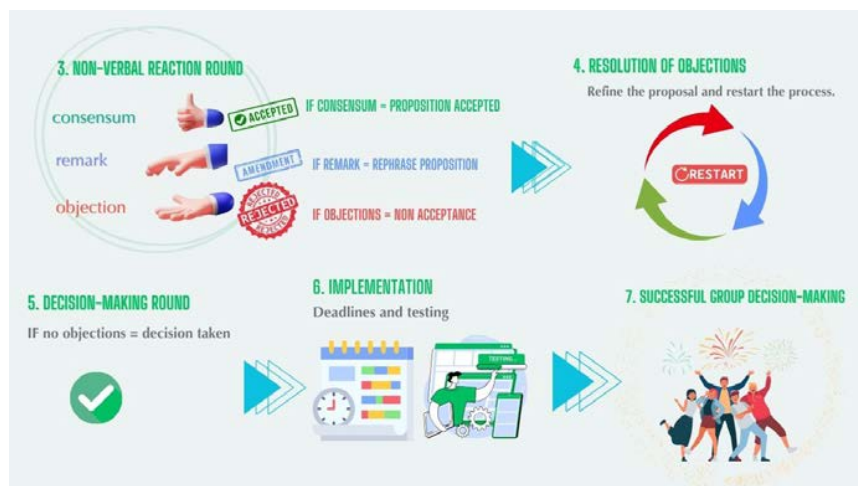 3. NON-VERBAL REACTION ROUND
consensum
ACCEPTED
IF CONSENSUM = PROPOSITION ACCEPTED
remark
AMENDMENT
IF REMARK = REPHRASE PROPOSITION
objection
REJECTED
REJECTED
REJECTED
IF OBJECTIONS = NON ACCEPTANCE
4. RESOLUTION OF OBJECTIONS
Refine the proposal and restart the process.
RESTART
5. DECISION-MAKING ROUND
IF no objections = decision taken
6. IMPLEMENTATION
Deadlines and testing
TESTING...
7. SUCCESSFUL GROUP DECISION-MAKING